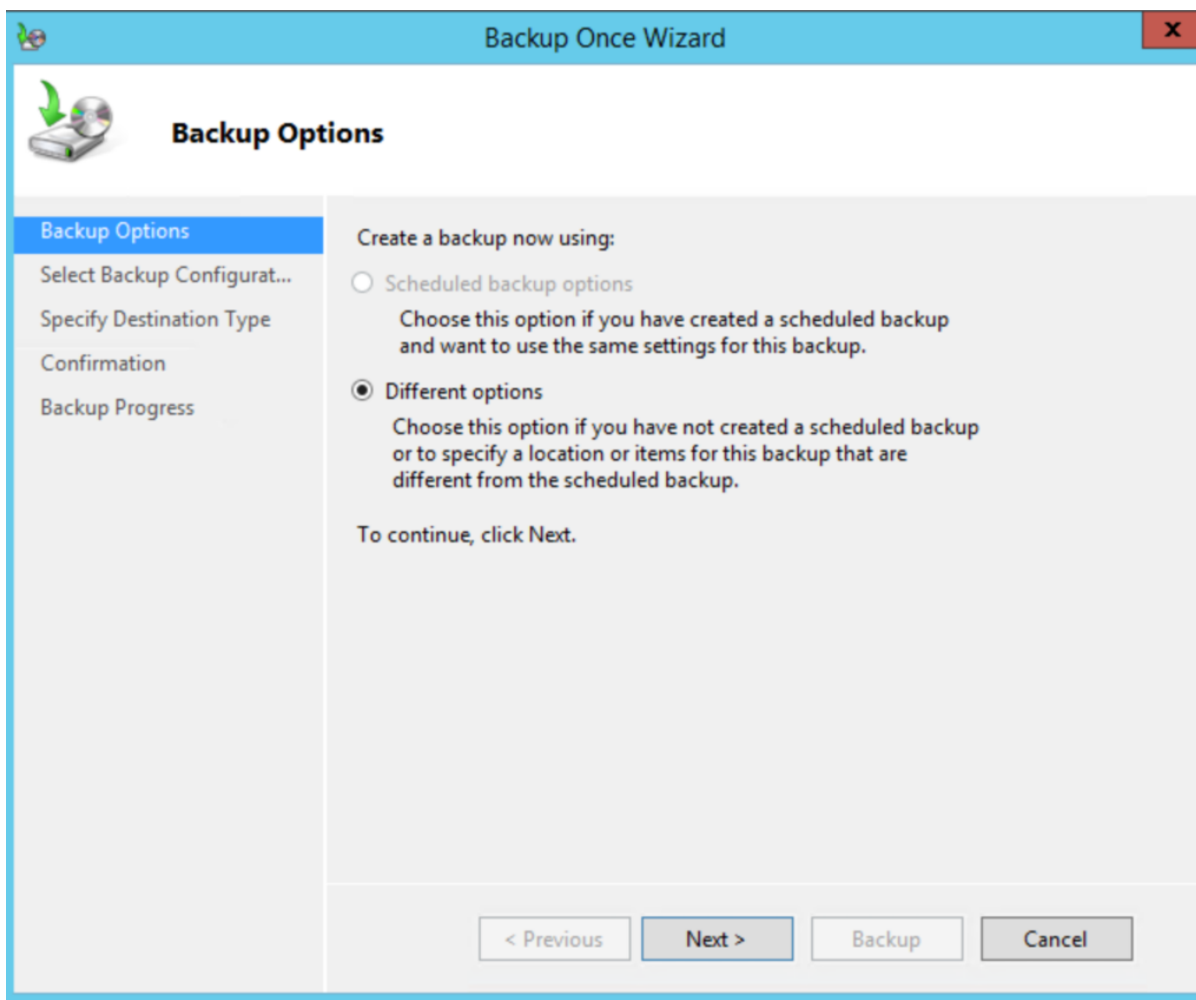 Backup Once Wizard
x
Backup Options
Backup Options
Select Backup Configurat...
Specify Destination Type
Confirmation
Backup Progress
Create a backup now using:
Scheduled backup options
Choose this option if you have created a scheduled backup
and want to use the same settings for this backup.
Different options
Choose this option if you have not created a scheduled backup
or to specify a location or items for this backup that are
different from the scheduled backup.
To continue, click Next.
< Previous Next > Backup Cancel